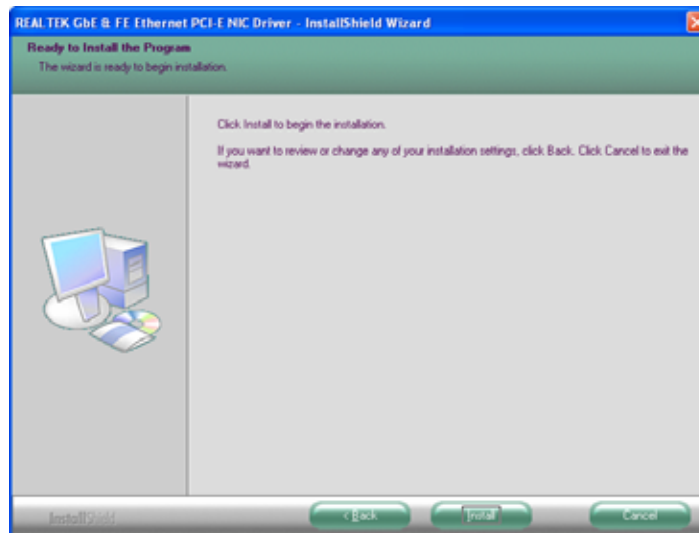 REALTEK GbE & FE Ethernet PCI-E NIC Driver - InstallShield Wizard
Ready to Install the Program
The wizard is ready to begin installation.
Click Install to begin the installation.
If you want to review or change any of your installation settings, click Back. Click Cancel to exit the
wizard.
InstallShield
< Back
Install
Cancel